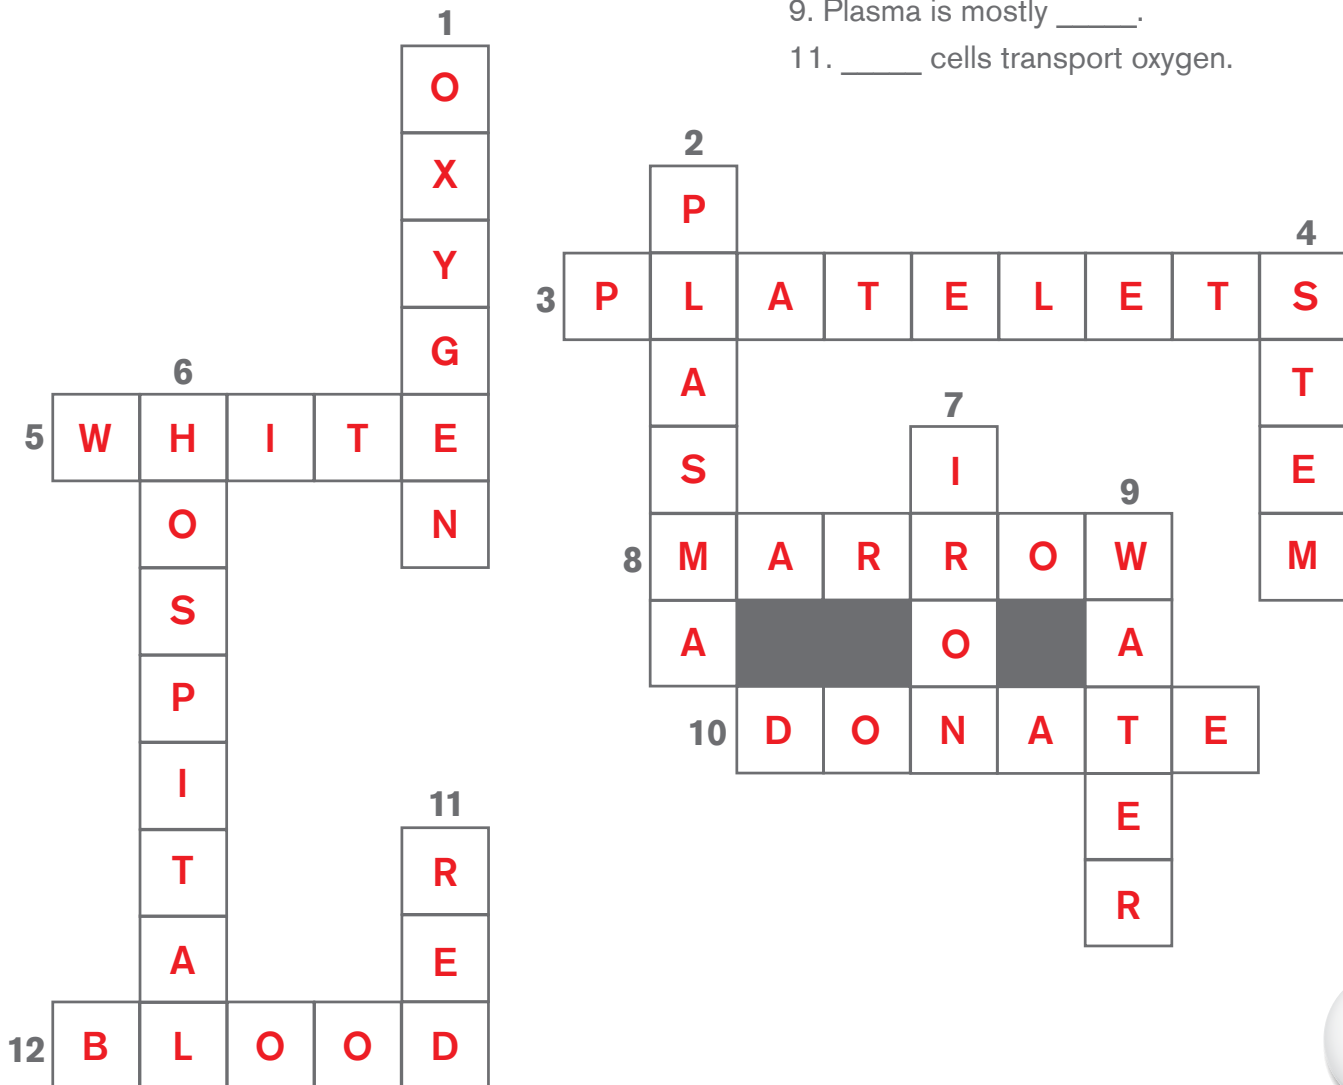 9. Plasma is mostly _____.
11. _____ cells transport oxygen.
1
O
X
Y
G
2
P
4
3 P L A T E L E T S
A
T
6
5 W H I T E
7
S
I
E
9
O
N
8 M A R R O W
M
S
A
O
A
P
10 D O N A T E
I
11
E
T
R
R
A
E
12 B L O O D